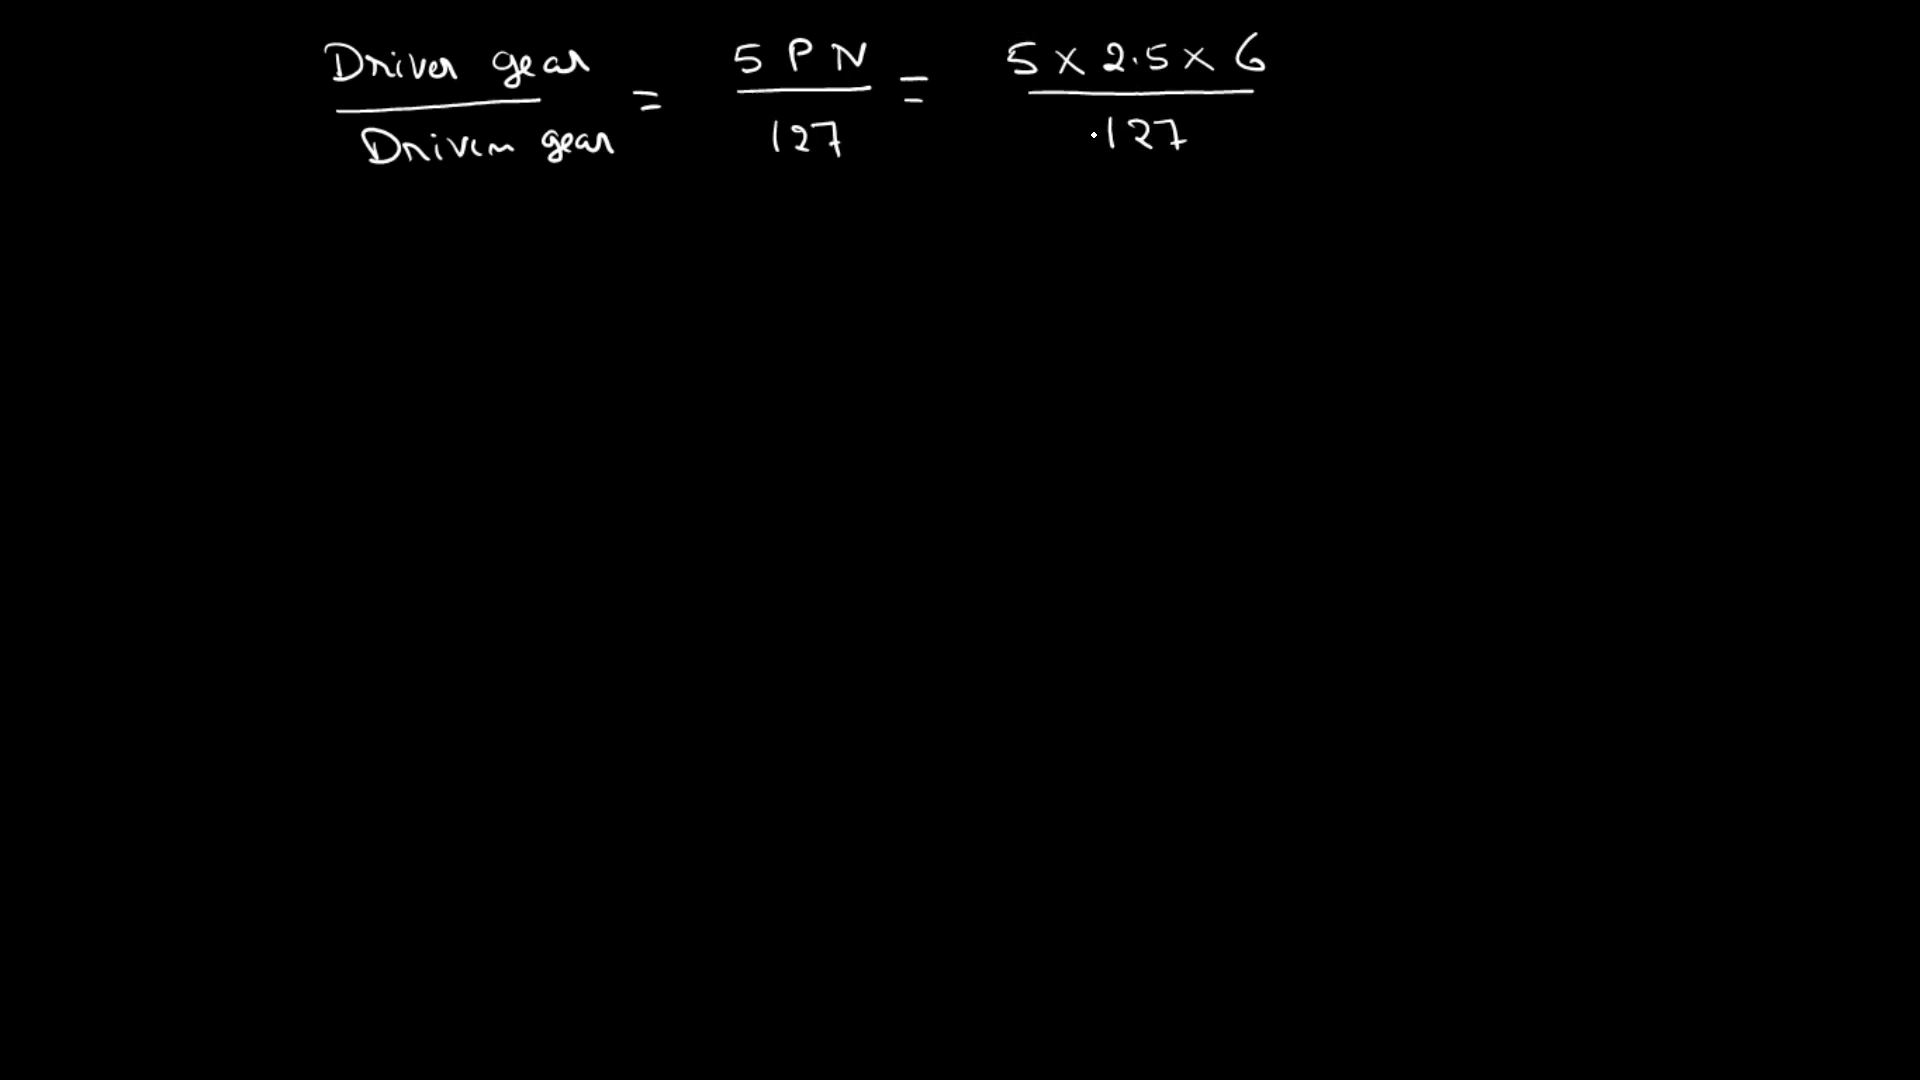 Driver gear / Driven gear = 5 P N / 127 = 5 × 2.5 × 6 / 127